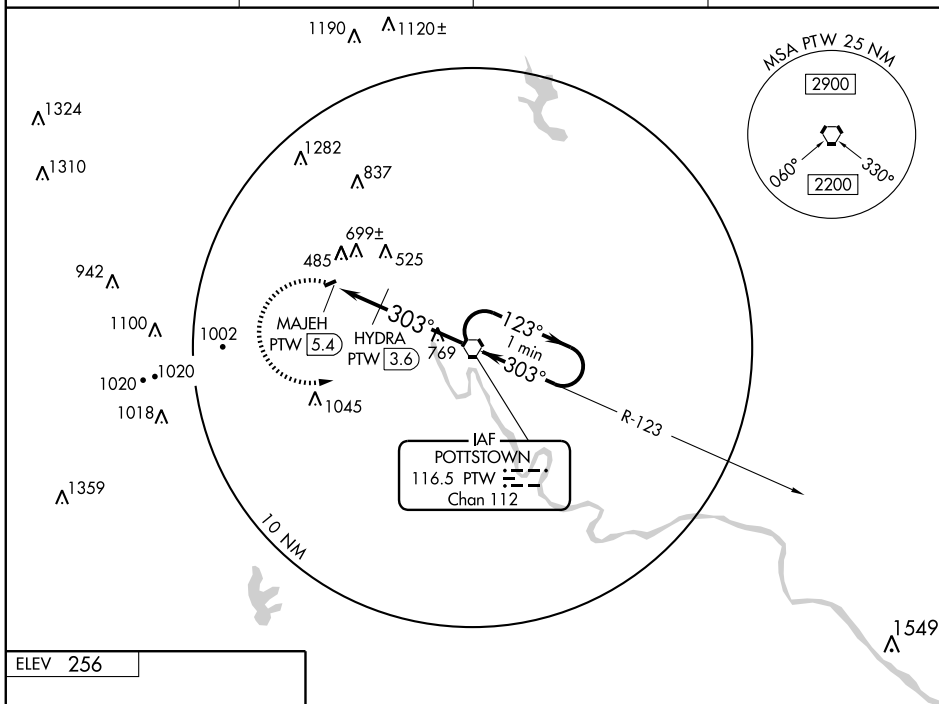 1190
1120±
MSA PTW 25 NM
2900
060°
330°
2200
1324
1310
1282
837
699±
485
525
942
303°
123°
1 min
303°
MAJEH
PTW 5.4
HYDRA
PTW 3.6
769
1100
1002
1020
1020
1018
1045
R-123
IAF
POTTSTOWN
116.5 PTW
Chan 112
1359
10 NM
1549
ELEV 256